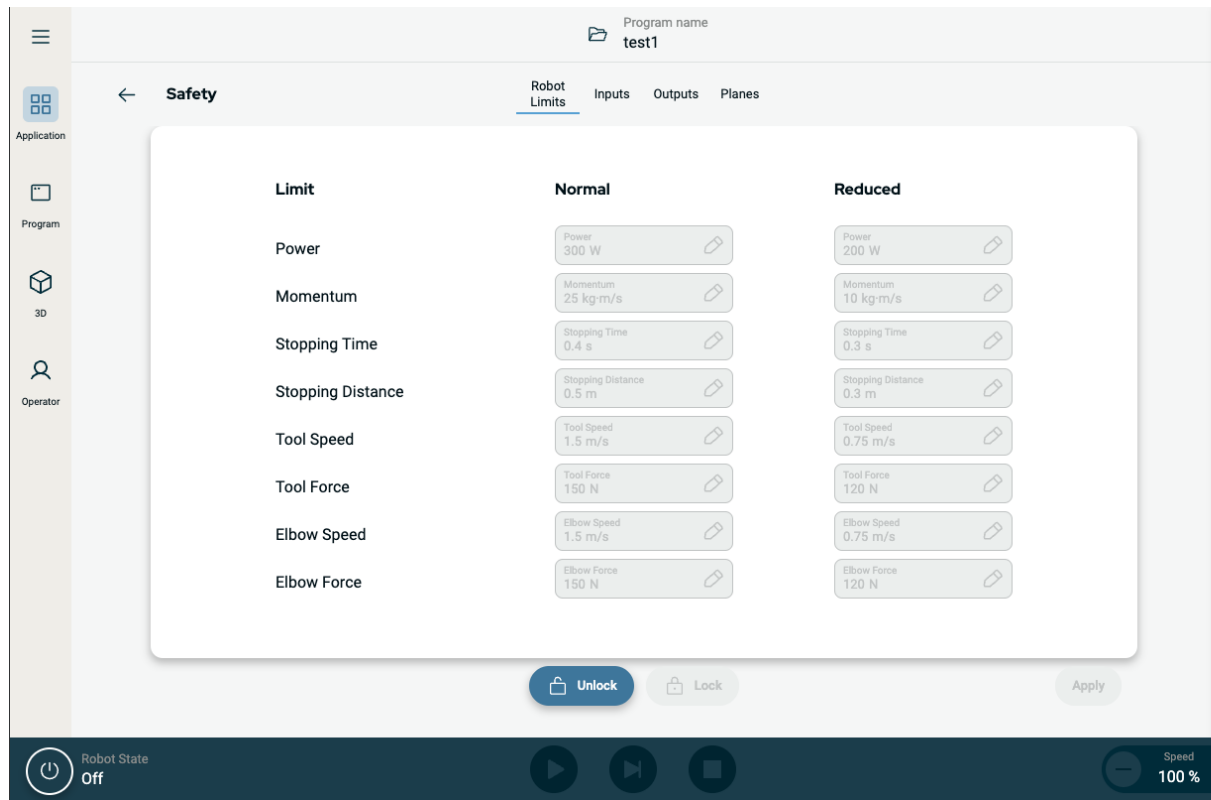 Program name
test1
Application
Program
3D
Operator
Safety
Robot
Limits
Inputs
Outputs
Planes
Limit
Normal
Reduced
Power
Power
300 W
Power
200 W
Momentum
Momentum
25 kg·m/s
Momentum
10 kg·m/s
Stopping Time
Stopping Time
0.4 s
Stopping Time
0.3 s
Stopping Distance
Stopping Distance
0.5 m
Stopping Distance
0.3 m
Tool Speed
Tool Speed
1.5 m/s
Tool Speed
0.75 m/s
Tool Force
Tool Force
150 N
Tool Force
120 N
Elbow Speed
Elbow Speed
1.5 m/s
Elbow Speed
0.75 m/s
Elbow Force
Elbow Force
150 N
Elbow Force
120 N
Unlock
Lock
Apply
Robot State
Off
Speed
100 %